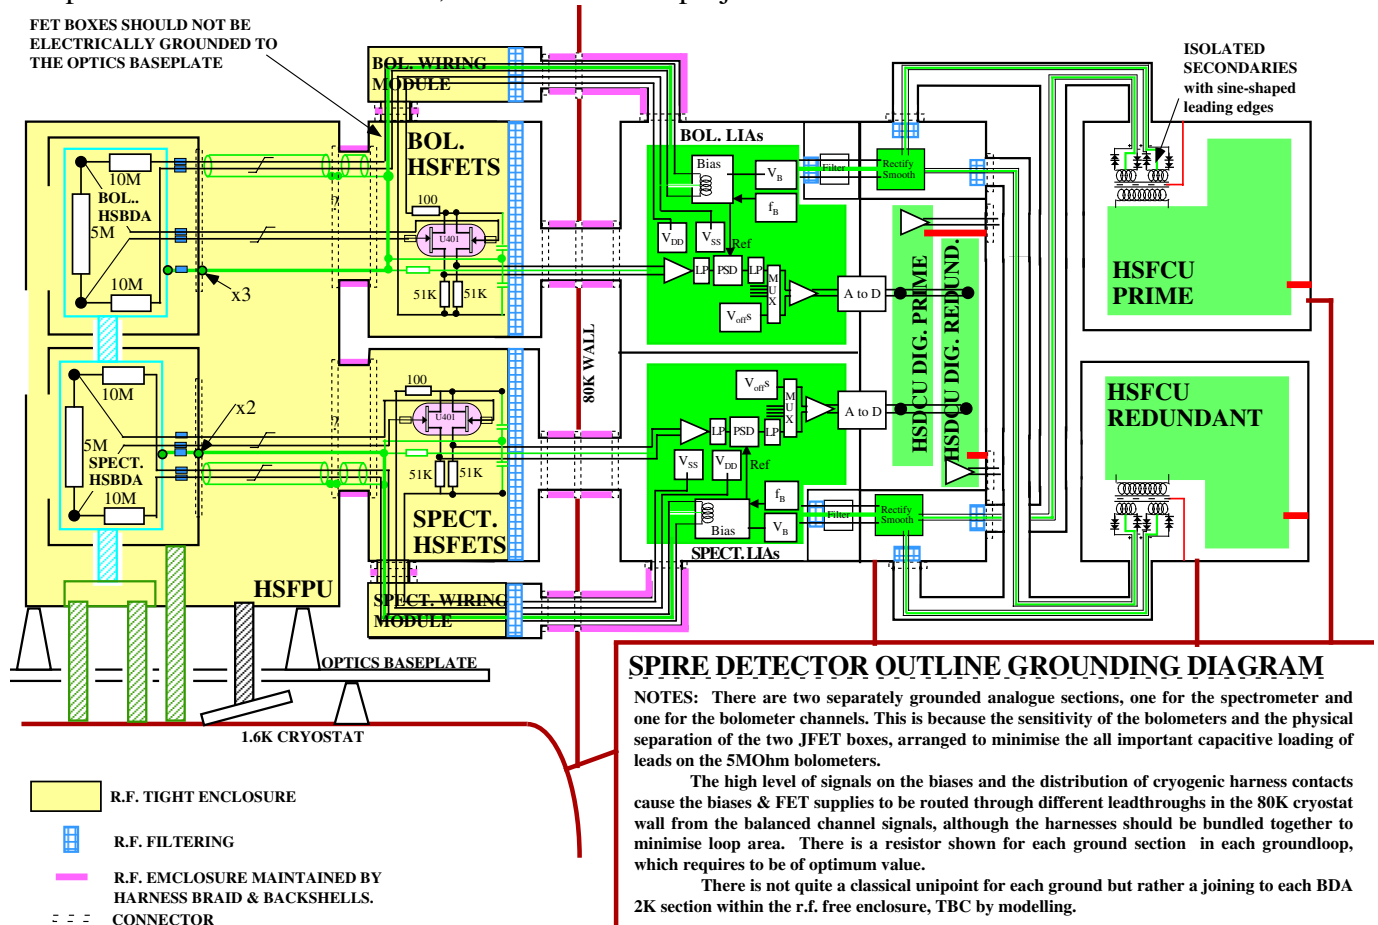 FET BOXES SHOULD NOT BE
ELECTRICALLY GROUNDED TO
THE OPTICS BASEPLATE
BOL. WIRING
MODULE
ISOLATED
SECONDARIES
with sine-shaped
leading edges
BOL.
HSFETS
BOL. LIAs
10M
BOL..
HSBDA
5M
10M
x3
100
U401
51K
51K
Bias
VB
fB
VDD
VSS
Ref
LP
PSD
LP
MUX
Voffs
A to D
Filter
Rectify
Smooth
HSDCU DIG. PRIME
HSDCU DIG. REDUND.
HSFCU
PRIME
80K WALL
10M
5M
SPECT.
HSBDA
10M
x2
100
U401
51K
51K
SPECT.
HSFETS
Voffs
MUX
LP
PSD
LP
A to D
VSS
VDD
Ref
fB
VB
Bias
Filter
Rectify
Smooth
SPECT. LIAs
HSFCU
REDUNDANT
HSFPU
SPECT. WIRING
MODULE
OPTICS BASEPLATE
1.6K CRYOSTAT
R.F. TIGHT ENCLOSURE
R.F. FILTERING
R.F. EMCLOSURE MAINTAINED BY
HARNESS BRAID & BACKSHELLS.
CONNECTOR
SPIRE DETECTOR OUTLINE GROUNDING DIAGRAM
NOTES: There are two separately grounded analogue sections, one for the spectrometer and
one for the bolometer channels. This is because the sensitivity of the bolometers and the physical
separation of the two JFET boxes, arranged to minimise the all important capacitive loading of
leads on the 5MOhm bolometers.
The high level of signals on the biases and the distribution of cryogenic harness contacts
cause the biases & FET supplies to be routed through different leadthroughs in the 80K cryostat
wall from the balanced channel signals, although the harnesses should be bundled together to
minimise loop area. There is a resistor shown for each ground section in each groundloop,
which requires to be of optimum value.
There is not quite a classical unipoint for each ground but rather a joining to each BDA
2K section within the r.f. free enclosure, TBC by modelling.